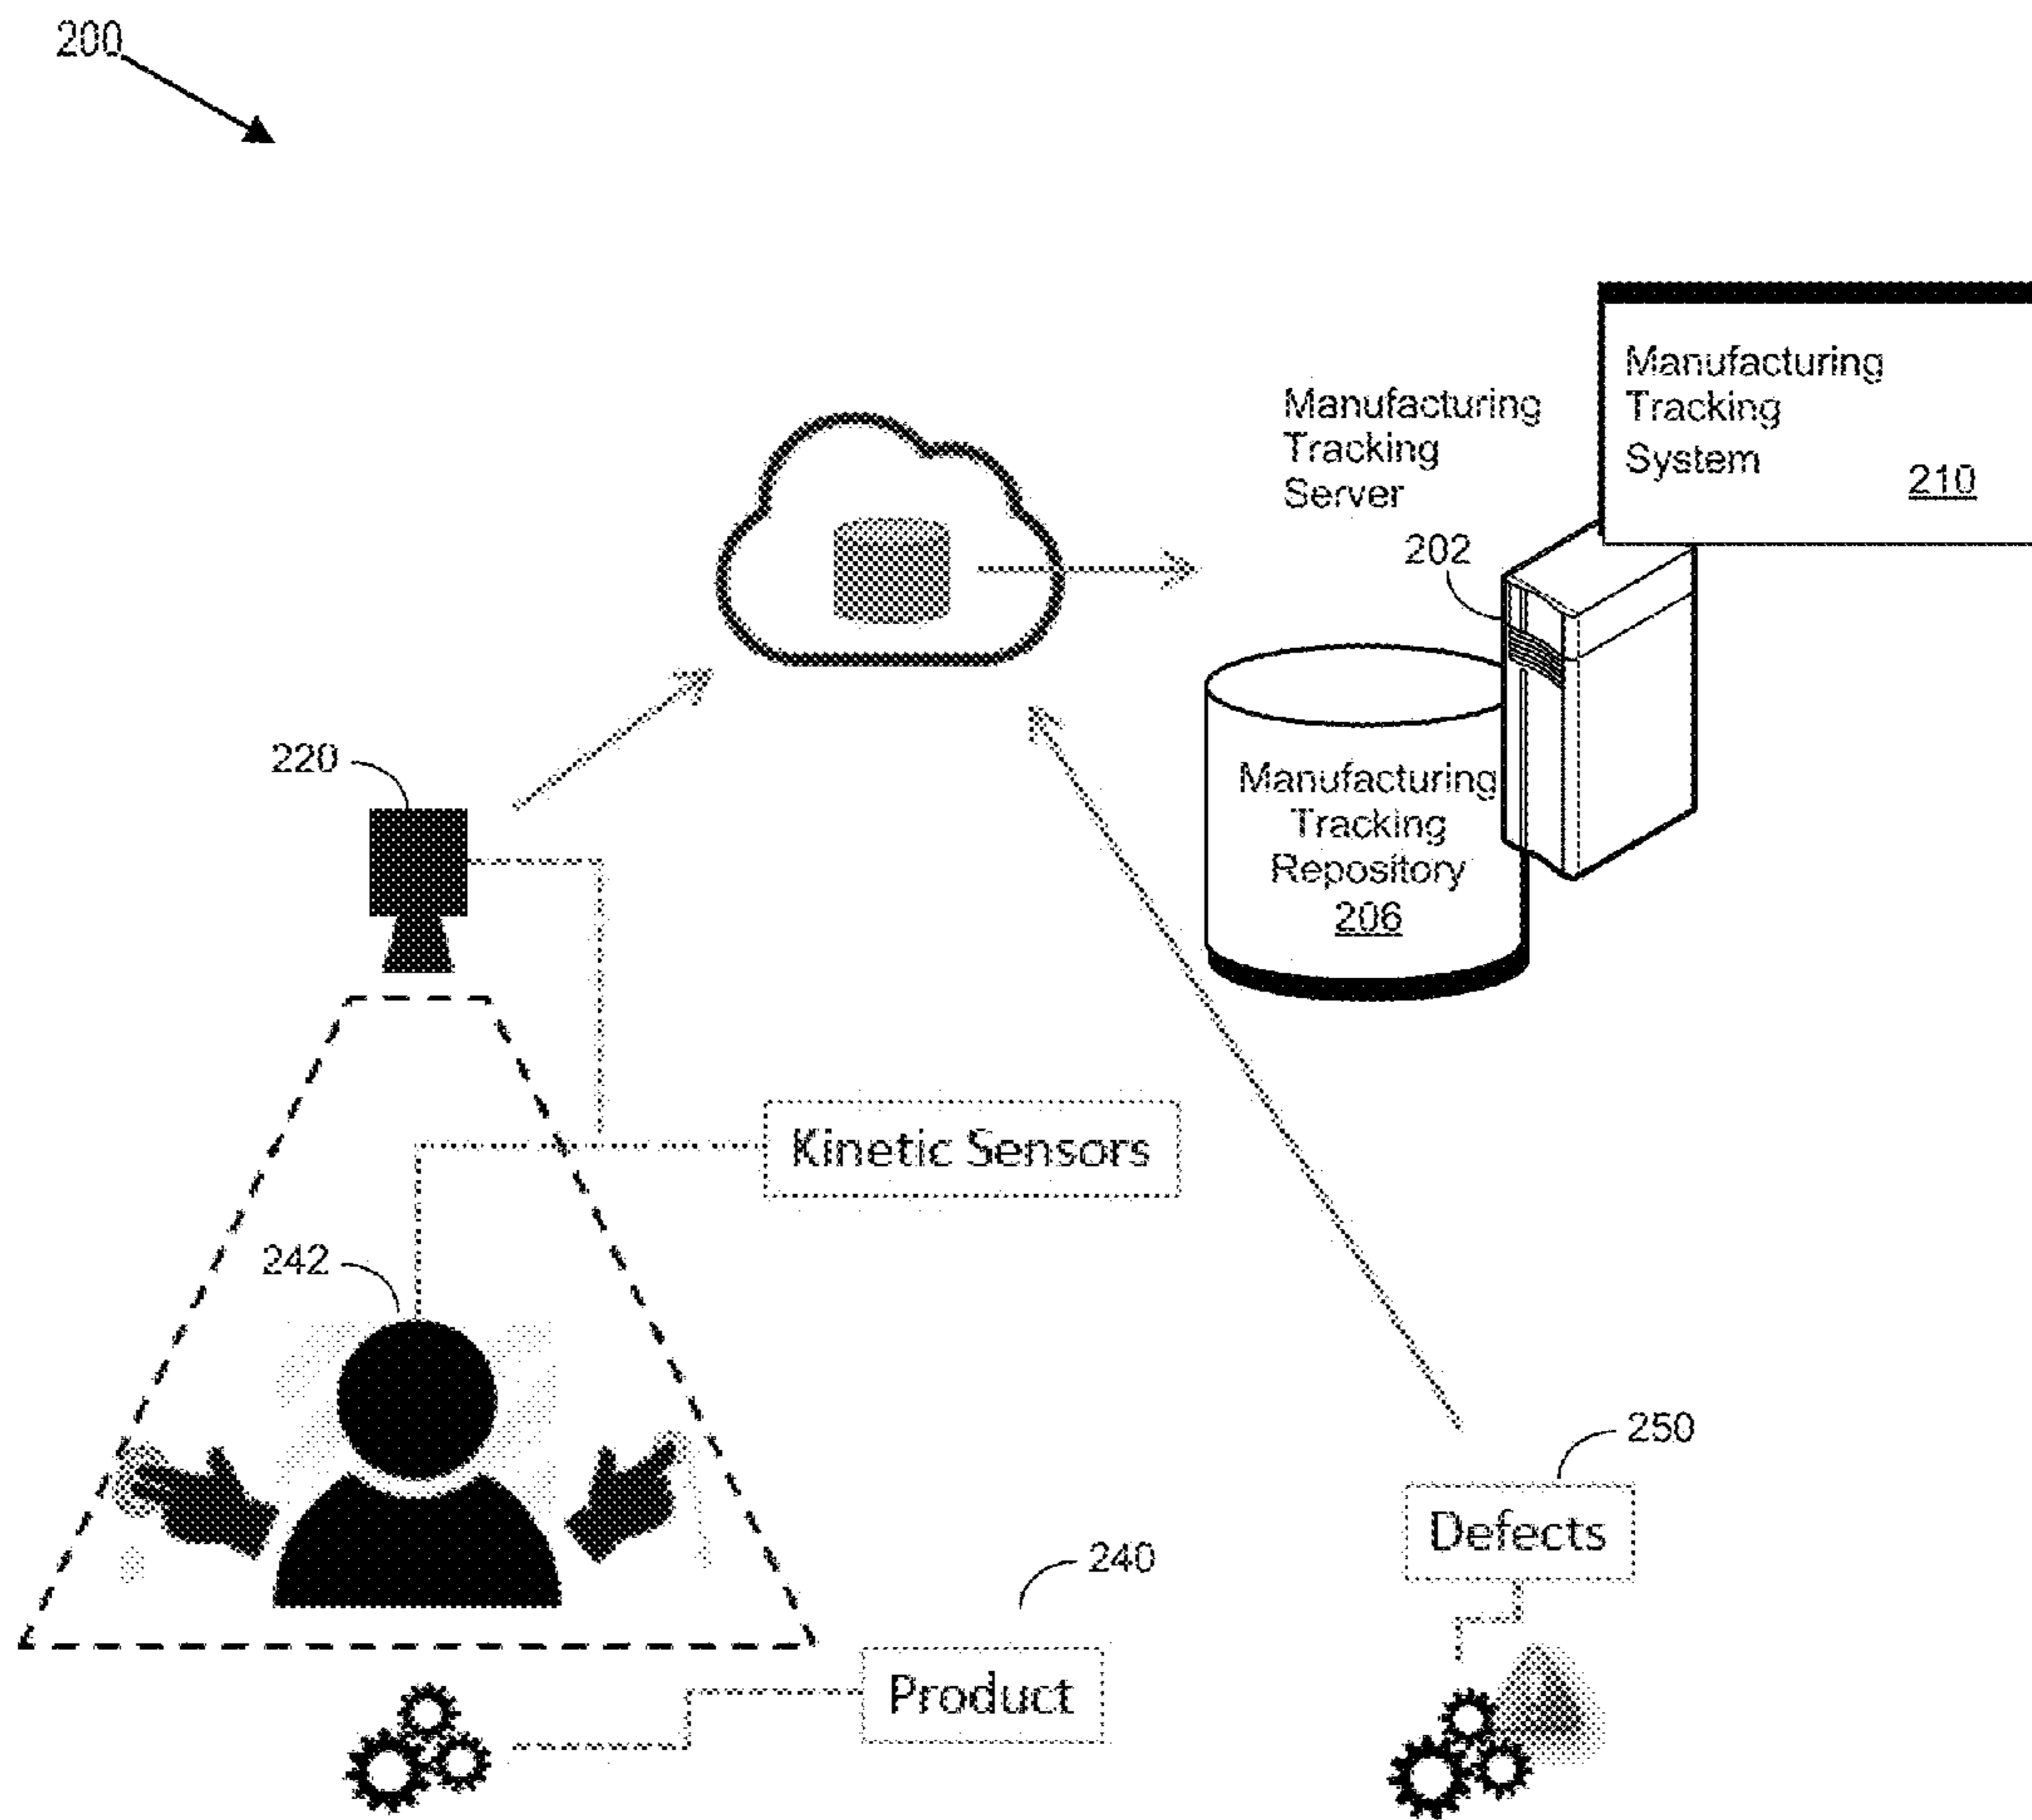 200
Manufacturing
Tracking
System
210
Manufacturing
Tracking
Server
202
Manufacturing
Tracking
Repository
206
220
Kinetic Sensors
242
250
Defects
240
Product